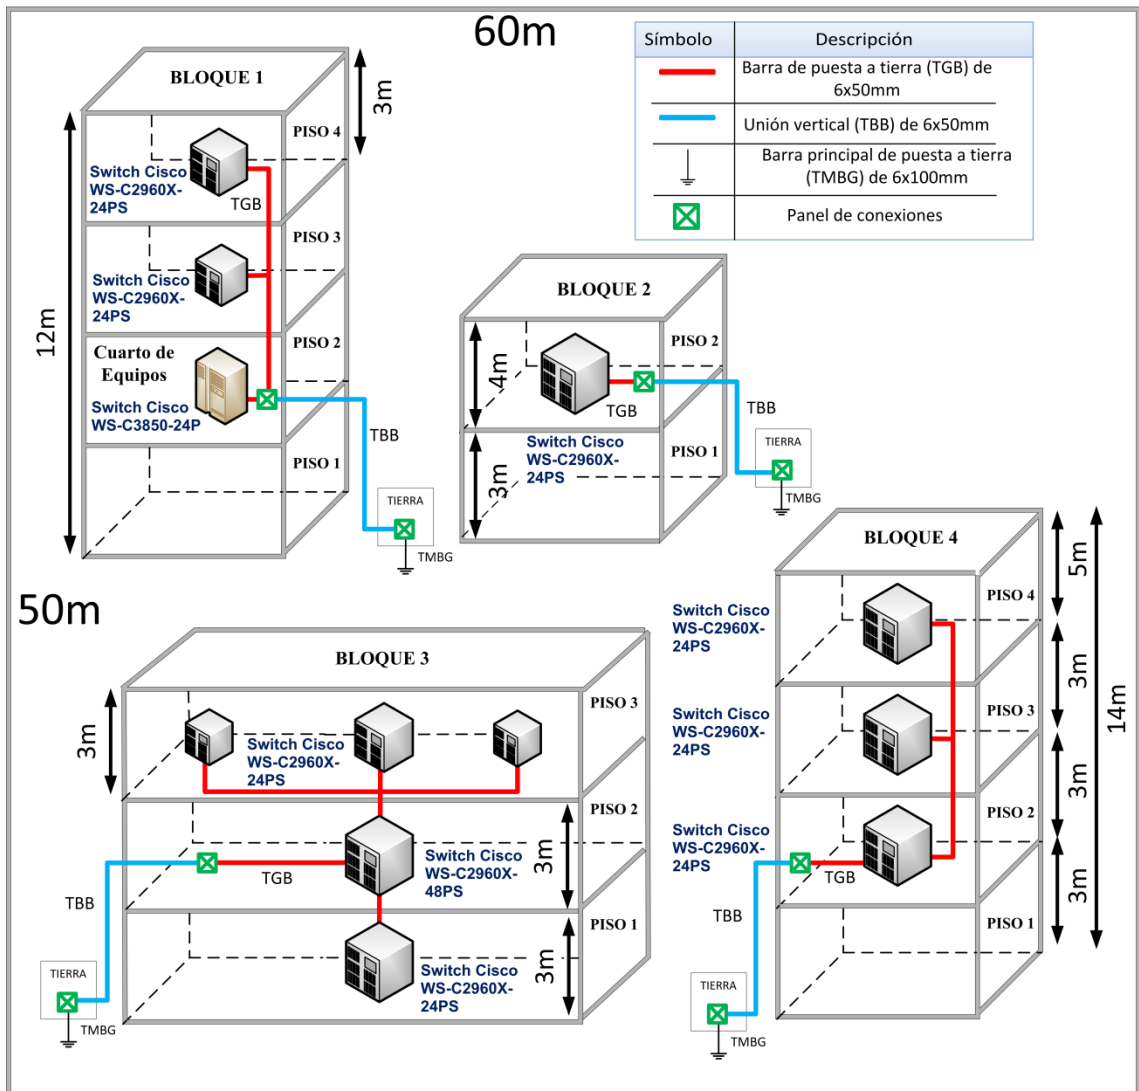 60m
Símbolo
Descripción
Barra de puesta a tierra (TGB) de
6x50mm
Unión vertical (TBB) de 6x50mm
Barra principal de puesta a tierra
(TMBG) de 6x100mm
Panel de conexiones
BLOQUE 1
3m
12m
PISO 4
Switch Cisco
WS-C2960X-
24PS
TGB
PISO 3
Switch Cisco
WS-C2960X-
24PS
PISO 2
Cuarto de
Equipos
Switch Cisco
WS-C3850-24P
TBB
PISO 1
TIERRA
TMBG
BLOQUE 2
4m
PISO 2
TGB
TBB
3m
Switch Cisco
WS-C2960X-
24PS
PISO 1
TIERRA
TMBG
50m
BLOQUE 3
3m
PISO 3
Switch Cisco
WS-C2960X-
24PS
PISO 2
3m
TGB
Switch Cisco
WS-C2960X-
48PS
TBB
PISO 1
3m
Switch Cisco
WS-C2960X-
24PS
TIERRA
TMBG
BLOQUE 4
5m
14m
PISO 4
Switch Cisco
WS-C2960X-
24PS
3m
PISO 3
Switch Cisco
WS-C2960X-
24PS
3m
PISO 2
Switch Cisco
WS-C2960X-
24PS
TGB
3m
TBB
PISO 1
TIERRA
TMBG